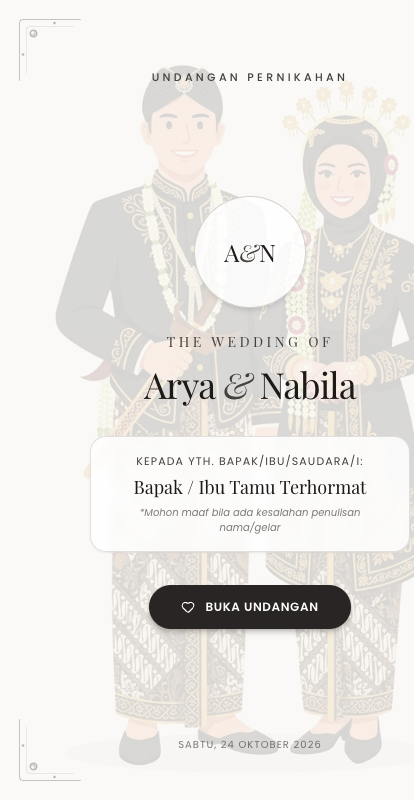 UNDANGAN PERNIKAHAN
A&N
THE WEDDING OF
Arya & Nabila
KEPADA YTH. BAPAK/IBU/SAUDARA/I:
Bapak / Ibu Tamu Terhormat
*Mohon maaf bila ada kesalahan penulisan
nama/gelar
BUKA UNDANGAN
SABTU, 24 OKTOBER 2026